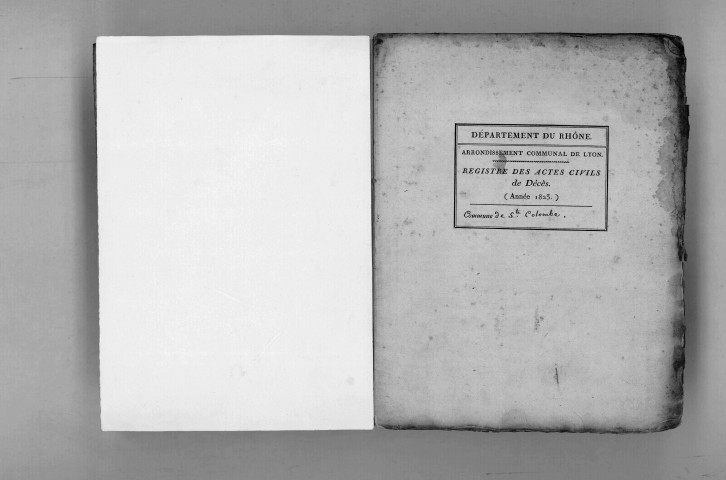 DÉPARTEMENT DU RHÔNE.
ARRONDISSEMENT COMMUNAL DE LYON.
REGISTRE DES ACTES CIVILS
de Décès.
( Année 1825. )
Commune de Ste Colombe.